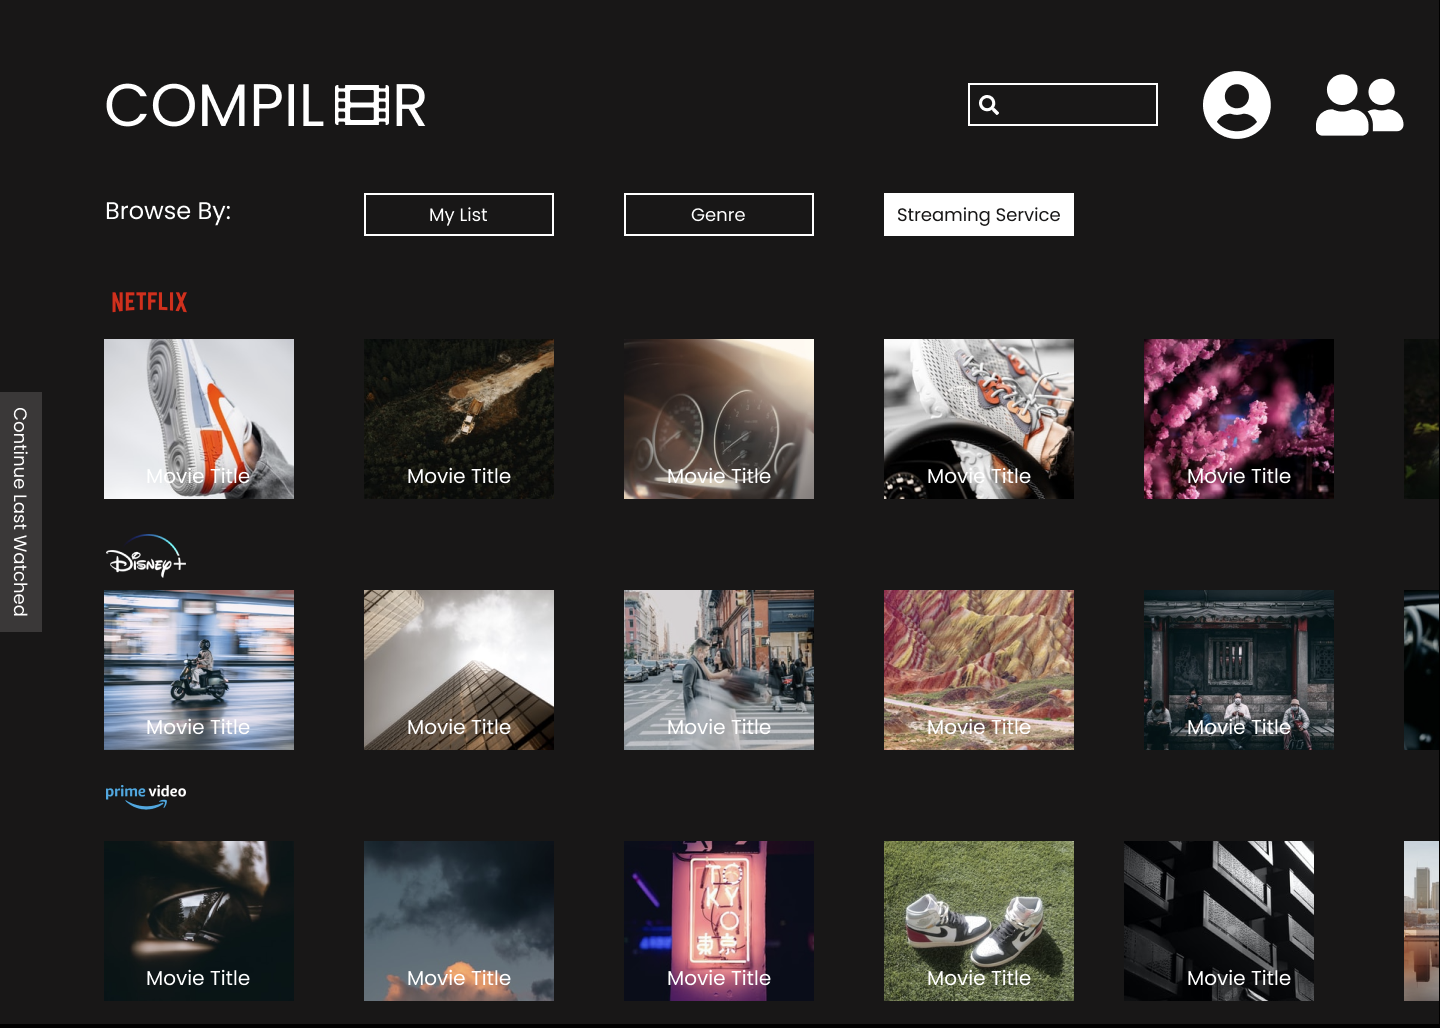 COMPIL R
Browse By:
My List
Genre
Streaming Service
NETFLIX
Movie Title
Movie Title
Movie Title
Movie Title
Movie Title
Continue Last Watched
Disney+
Movie Title
Movie Title
Movie Title
Movie Title
Movie Title
prime video
TO
KY
O
東京
Movie Title
Movie Title
Movie Title
Movie Title
Movie Title